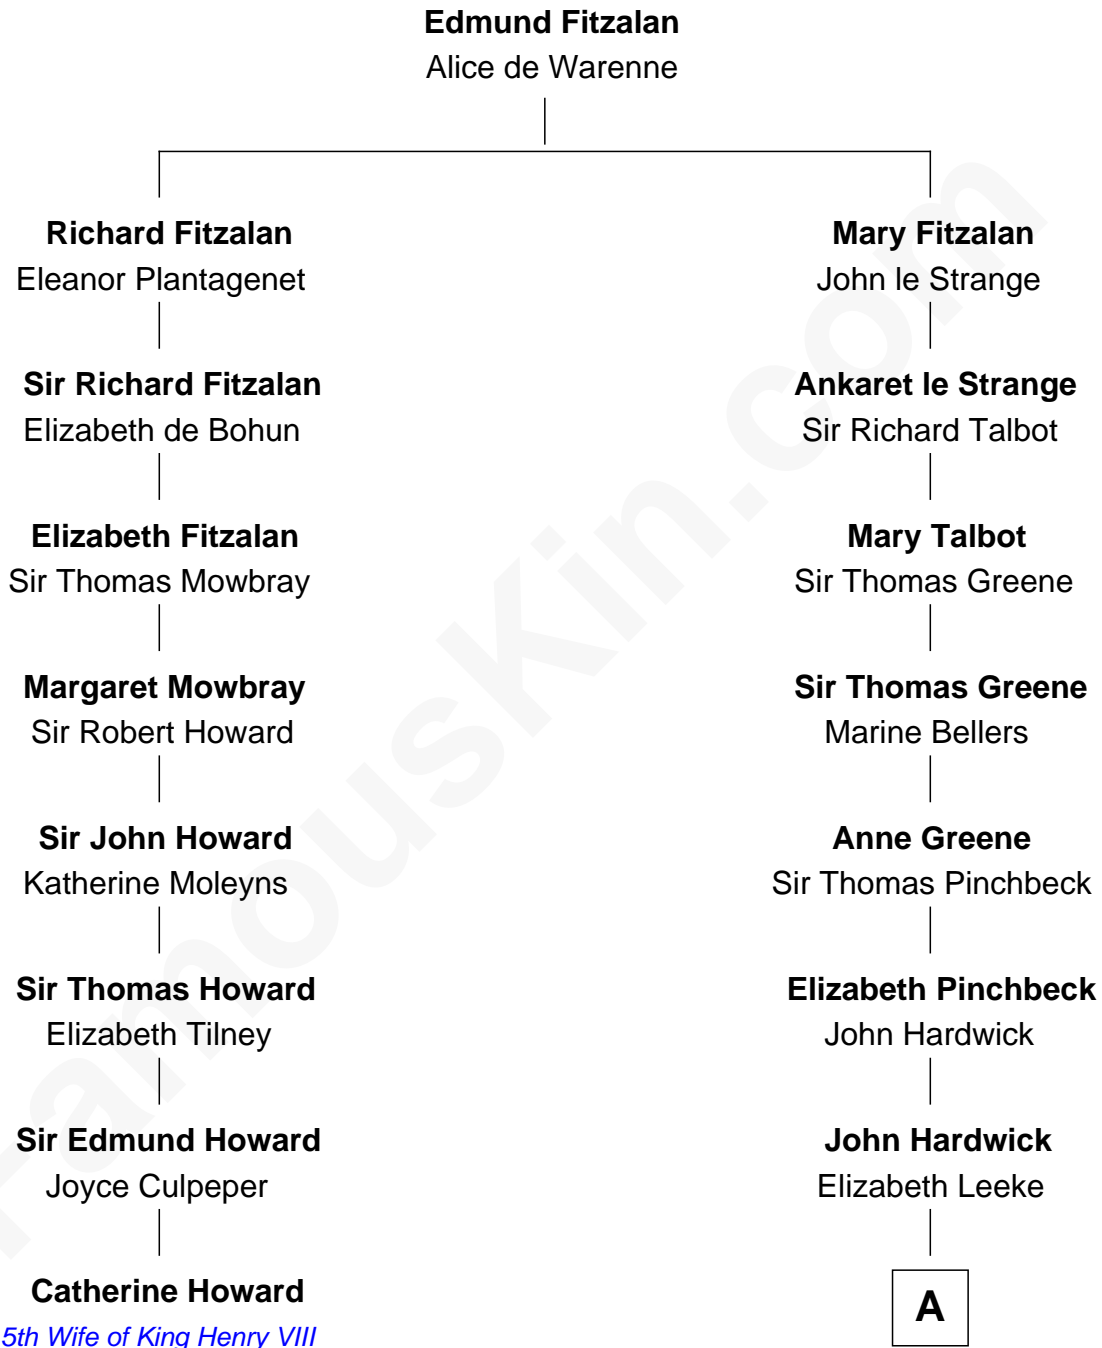 Edmund Fitzalan
Alice de Warenne
Richard Fitzalan
Eleanor Plantagenet
Mary Fitzalan
John le Strange
Sir Richard Fitzalan
Elizabeth de Bohun
Ankaret le Strange
Sir Richard Talbot
Elizabeth Fitzalan
Sir Thomas Mowbray
Mary Talbot
Sir Thomas Greene
Margaret Mowbray
Sir Robert Howard
Sir Thomas Greene
Marine Bellers
Sir John Howard
Katherine Moleyns
Anne Greene
Sir Thomas Pinchbeck
Sir Thomas Howard
Elizabeth Tilney
Elizabeth Pinchbeck
John Hardwick
Sir Edmund Howard
Joyce Culpeper
John Hardwick
Elizabeth Leeke
Catherine Howard
5th Wife of King Henry VIII
A
FamousKin.com